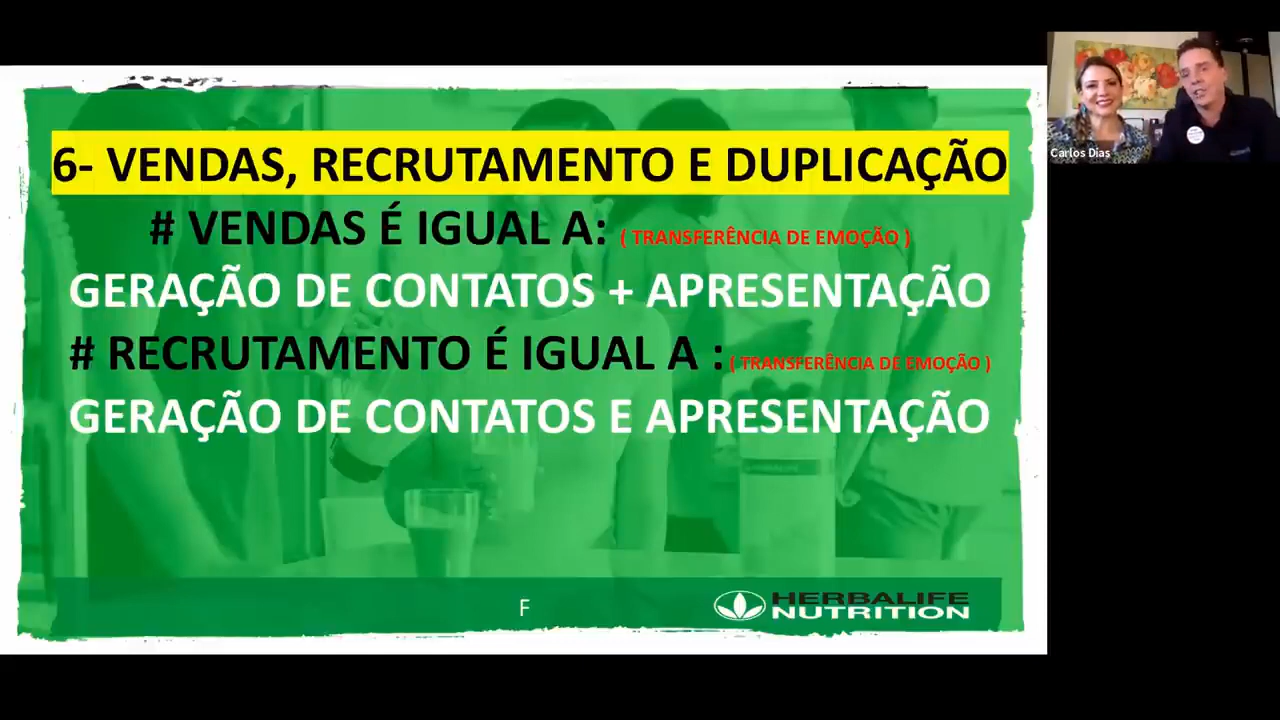 6- VENDAS, RECRUTAMENTO E DUPLICAÇÃO
# VENDAS É IGUAL A: ( TRANSFERÊNCIA DE EMOÇÃO )
GERAÇÃO DE CONTATOS + APRESENTAÇÃO
# RECRUTAMENTO É IGUAL A : ( TRANSFERÊNCIA DE EMOÇÃO )
GERAÇÃO DE CONTATOS E APRESENTAÇÃO
F
HERBALIFE
NUTRITION
Carlos Dias